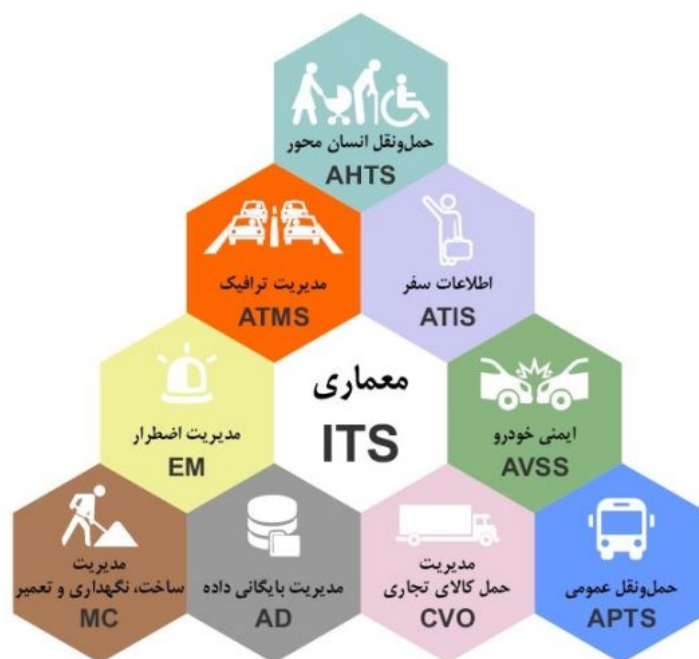 حمل‌ونقل انسان محور
AHTS
مدیریت ترافیک
ATMS
اطلاعات سفر
ATIS
مدیریت اضطرار
EM
معماری
ITS
ایمنی خودرو
AVSS
مدیریت
ساخت، نگهداری و تعمیر
MC
مدیریت بایگانی داده
AD
مدیریت
حمل کالای تجاری
CVO
حمل‌ونقل عمومی
APTS